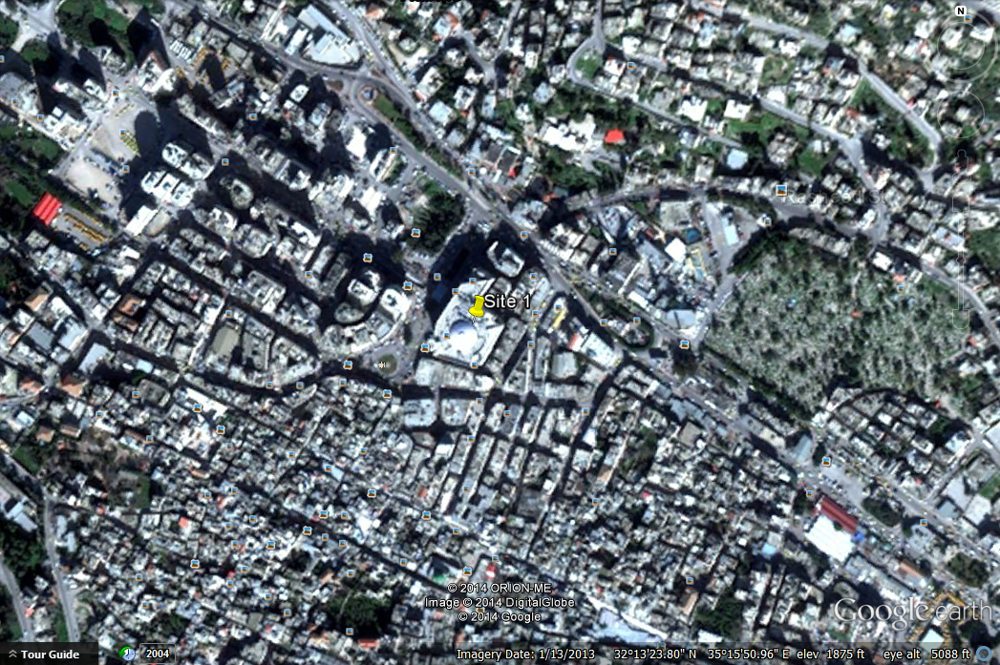 N
Site 1
© 2014 ORION-ME
Image © 2014 DigitalGlobe
© 2014 Google
Google earth
Tour Guide
2004
Imagery Date: 1/13/2013 32°13'23.80" N 35°15'50.96" E elev 1875 ft eye alt 5088 ft